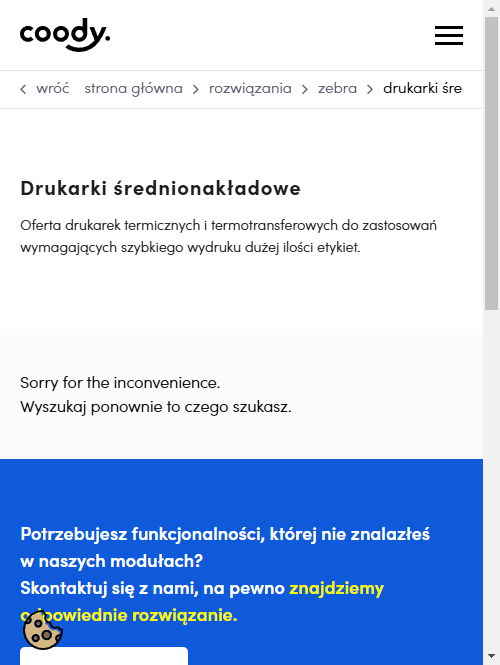 coody.
wróć strona główna rozwiązania zebra drukarki śre
Drukarki średnionakładowe
Oferta drukarek termicznych i termotransferowych do zastosowań
wymagających szybkiego wydruku dużej ilości etykiet.
Sorry for the inconvenience.
Wyszukaj ponownie to czego szukasz.
Potrzebujesz funkcjonalności, której nie znalazłeś
w naszych modułach?
Skontaktuj się z nami, na pewno znajdziemy
odpowiednie rozwiązanie.